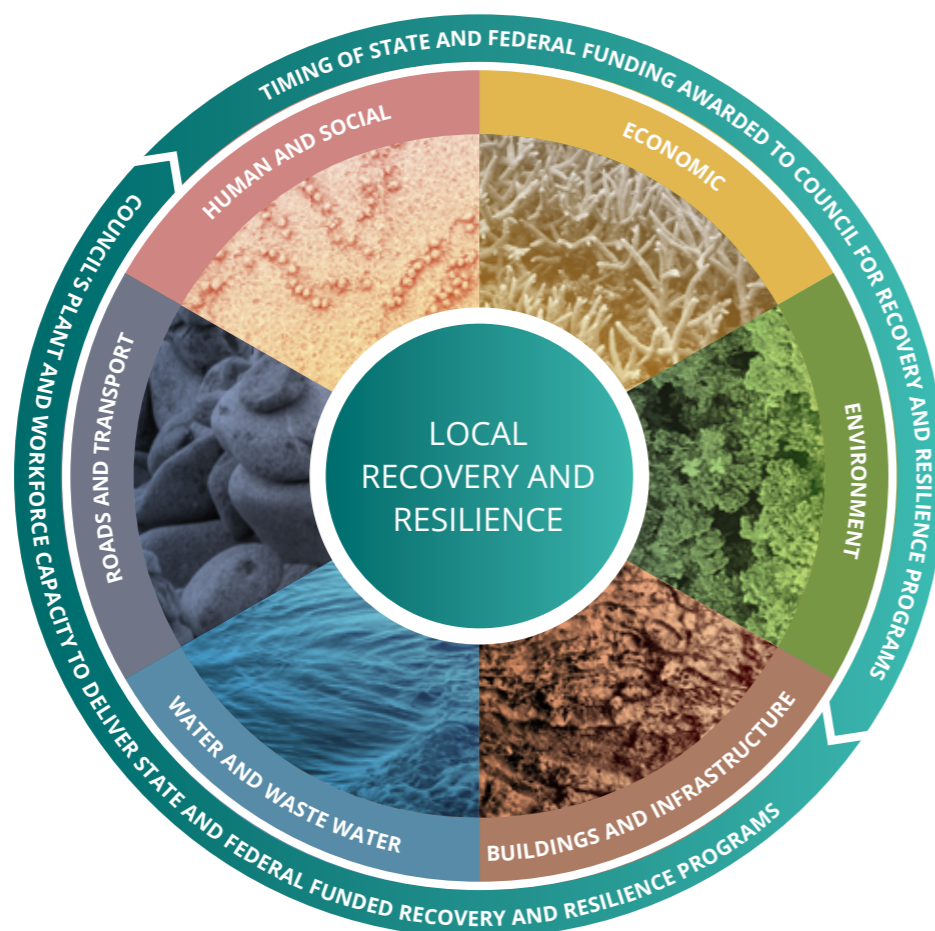 TIMING OF STATE AND FEDERAL FUNDING AWARDED TO COUNCIL FOR RECOVERY AND RESILIENCE PROGRAMS
COUNCIL'S PLANT AND WORKFORCE CAPACITY TO DELIVER STATE AND FEDERAL FUNDED RECOVERY AND RESILIENCE PROGRAMS
HUMAN AND SOCIAL
ECONOMIC
ENVIRONMENT
BUILDINGS AND INFRASTRUCTURE
WATER AND WASTE WATER
ROADS AND TRANSPORT
LOCAL
RECOVERY AND
RESILIENCE